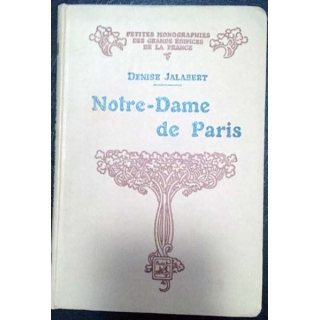 PETITES MONOGRAPHIES
DES GRANDS ÉDIFICES
DE LA FRANCE
DENISE JALABERT
Notre-Dame
de Paris